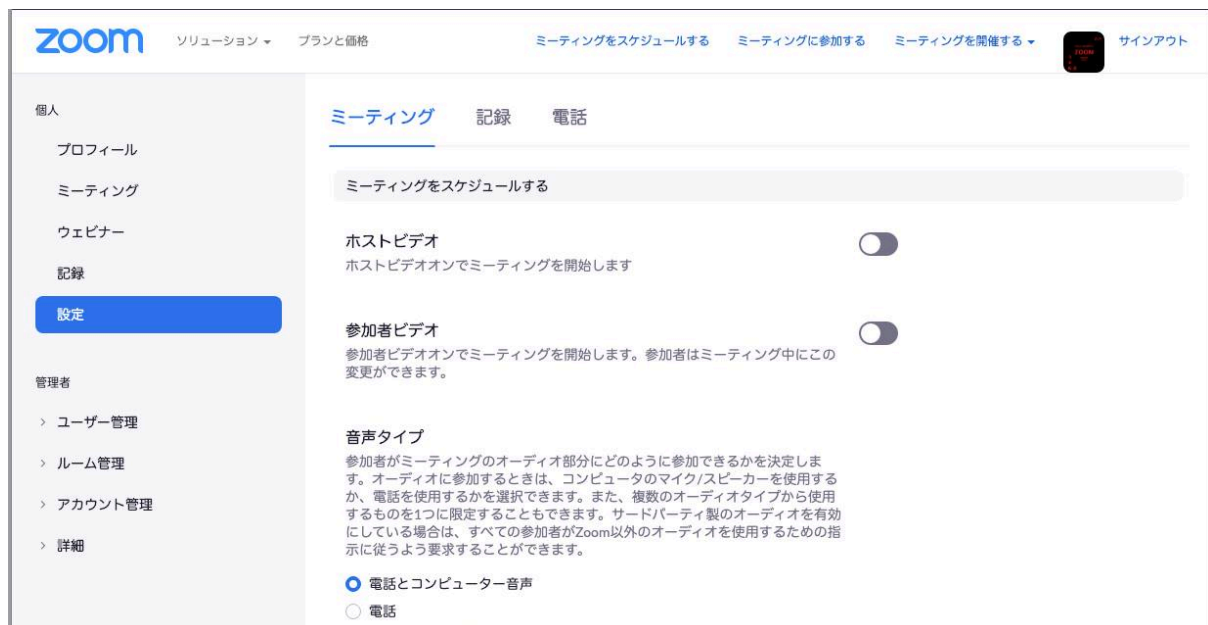 zoom
ソリューション
プランと価格
ミーティングをスケジュールする
ミーティングに参加する
ミーティングを開催する
ZOOM
サインアウト
個人
プロフィール
ミーティング
ウェビナー
記録
設定
管理者
ユーザー管理
ルーム管理
アカウント管理
詳細
ミーティング 記録 電話
ミーティングをスケジュールする
ホストビデオ
ホストビデオオンでミーティングを開始します
参加者ビデオ
参加者ビデオオンでミーティングを開始します。参加者はミーティング中にこの
変更ができます。
音声タイプ
参加者がミーティングのオーディオ部分にどのように参加できるかを決定しま
す。オーディオに参加するときは、コンピュータのマイク/スピーカーを使用する
か、電話を使用するかを選択できます。また、複数のオーディオタイプから使用
するものを1つに限定することもできます。サードパーティ製のオーディオを有効
にしている場合は、すべての参加者がZoom以外のオーディオを使用するための指
示に従うよう要求することができます。
電話とコンピューター音声
電話